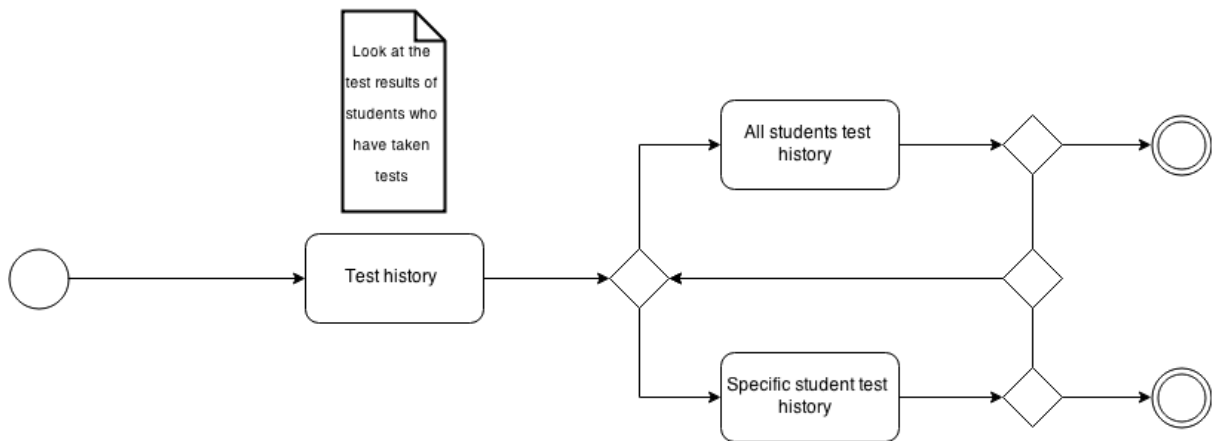 Look at the
test results of
students who
have taken
tests
All students test
history
Test history
Specific student test
history